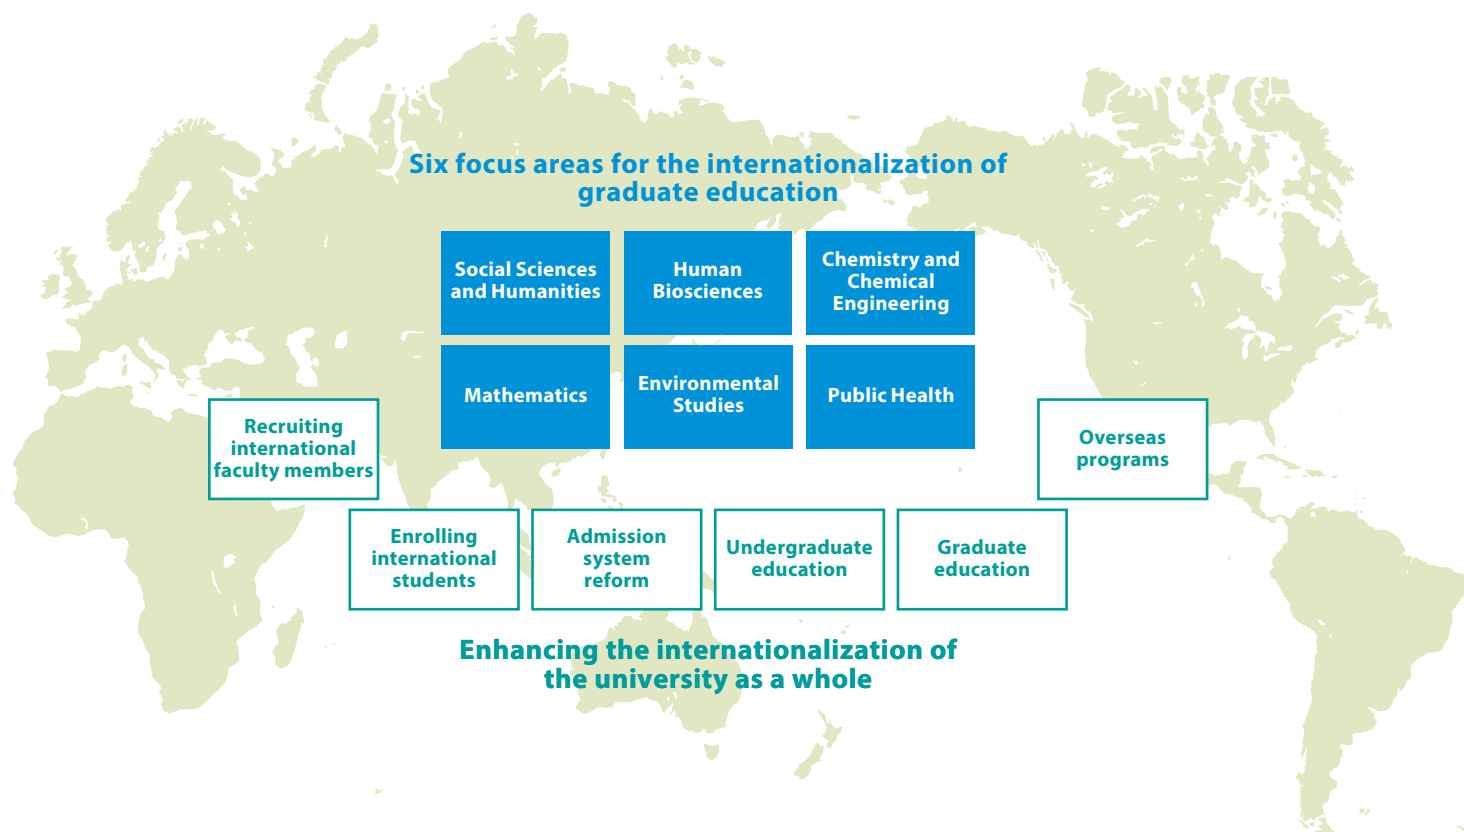 Six focus areas for the internationalization of
graduate education
Social Sciences
and Humanities
Human
Biosciences
Chemistry and
Chemical
Engineering
Mathematics
Environmental
Studies
Public Health
Recruiting
international
faculty members
Overseas
programs
Enrolling
international
students
Admission
system
reform
Undergraduate
education
Graduate
education
Enhancing the internationalization of
the university as a whole